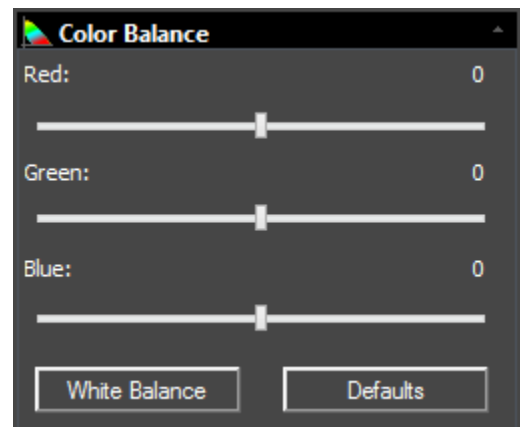 Color Balance
Red: 0
Green: 0
Blue: 0
White Balance Defaults